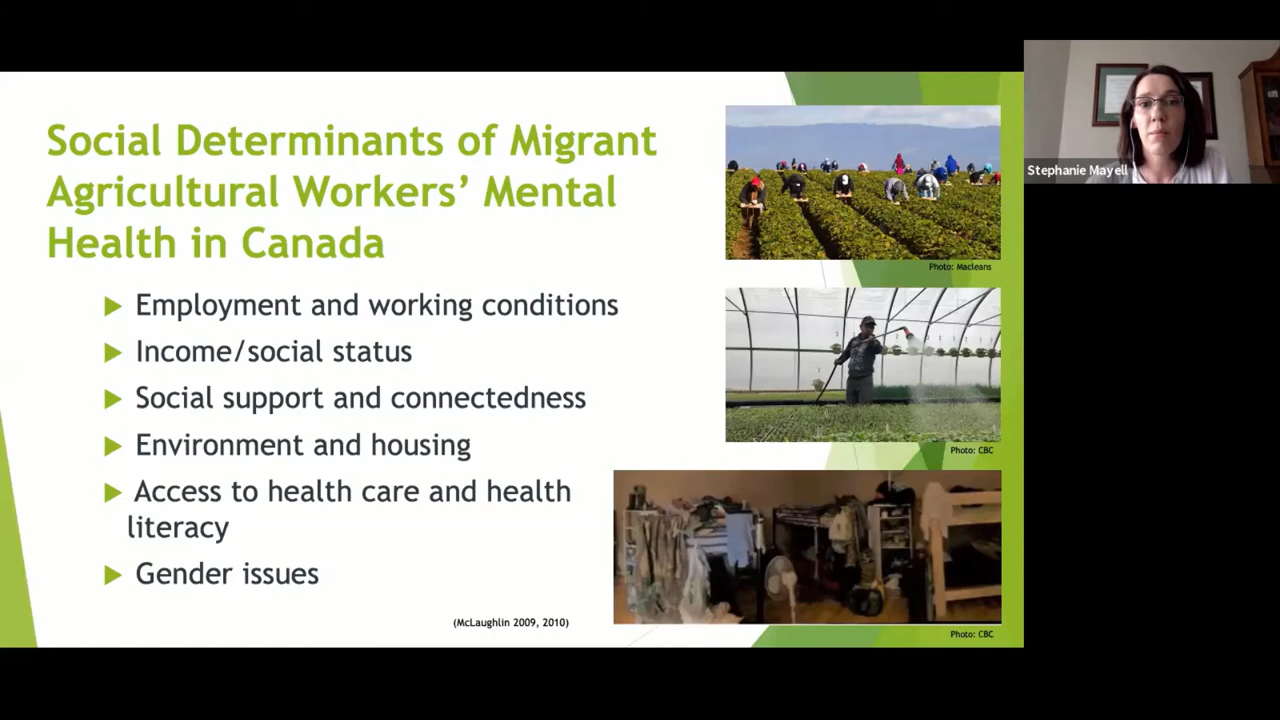 Social Determinants of Migrant
Agricultural Workers’ Mental
Health in Canada
Employment and working conditions
Income/social status
Social support and connectedness
Environment and housing
Access to health care and health
literacy
Gender issues
(McLaughlin 2009, 2010)
Photo: Macleans
Photo: CBC
Photo: CBC
Stephanie Mayell